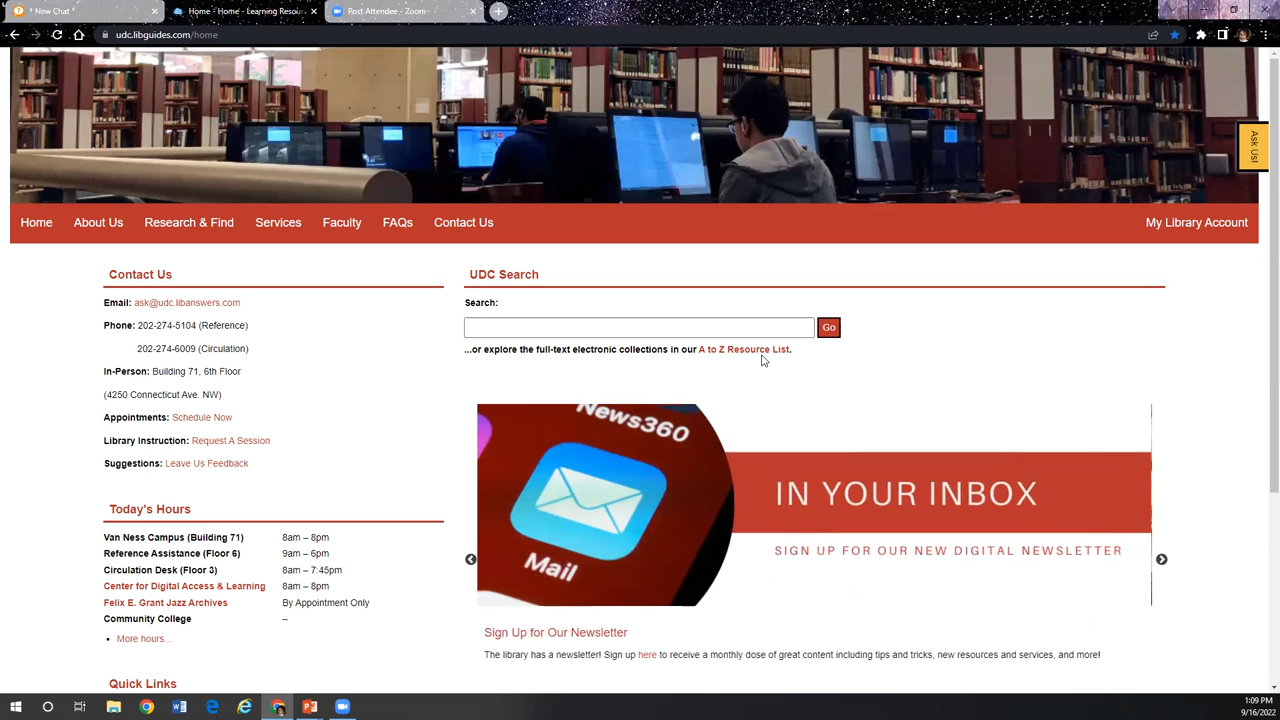 * New Chat *
Home - Home - Learning Resou
Post Attendee - Zoom
udc.libguides.com/home
Ask Us!
Home About Us Research & Find Services Faculty FAQs Contact Us My Library Account
Contact Us
Email: ask@udc.libanswers.com
Phone: 202-274-5104 (Reference)
202-274-6009 (Circulation)
In-Person: Building 71, 6th Floor
(4250 Connecticut Ave. NW)
Appointments: Schedule Now
Library Instruction: Request A Session
Suggestions: Leave Us Feedback
Today's Hours
Van Ness Campus (Building 71) 8am – 8pm
Reference Assistance (Floor 6) 9am – 6pm
Circulation Desk (Floor 3) 8am – 7:45pm
Center for Digital Access & Learning 8am – 8pm
Felix E. Grant Jazz Archives By Appointment Only
Community College –
• More hours...
Quick Links
UDC Search
Search:
Go
...or explore the full-text electronic collections in our A to Z Resource List.
News360
Mail
IN YOUR INBOX
SIGN UP FOR OUR NEW DIGITAL NEWSLETTER
Sign Up for Our Newsletter
The library has a newsletter! Sign up here to receive a monthly dose of great content including tips and tricks, new resources and services, and more!
1:09 PM
9/16/2022